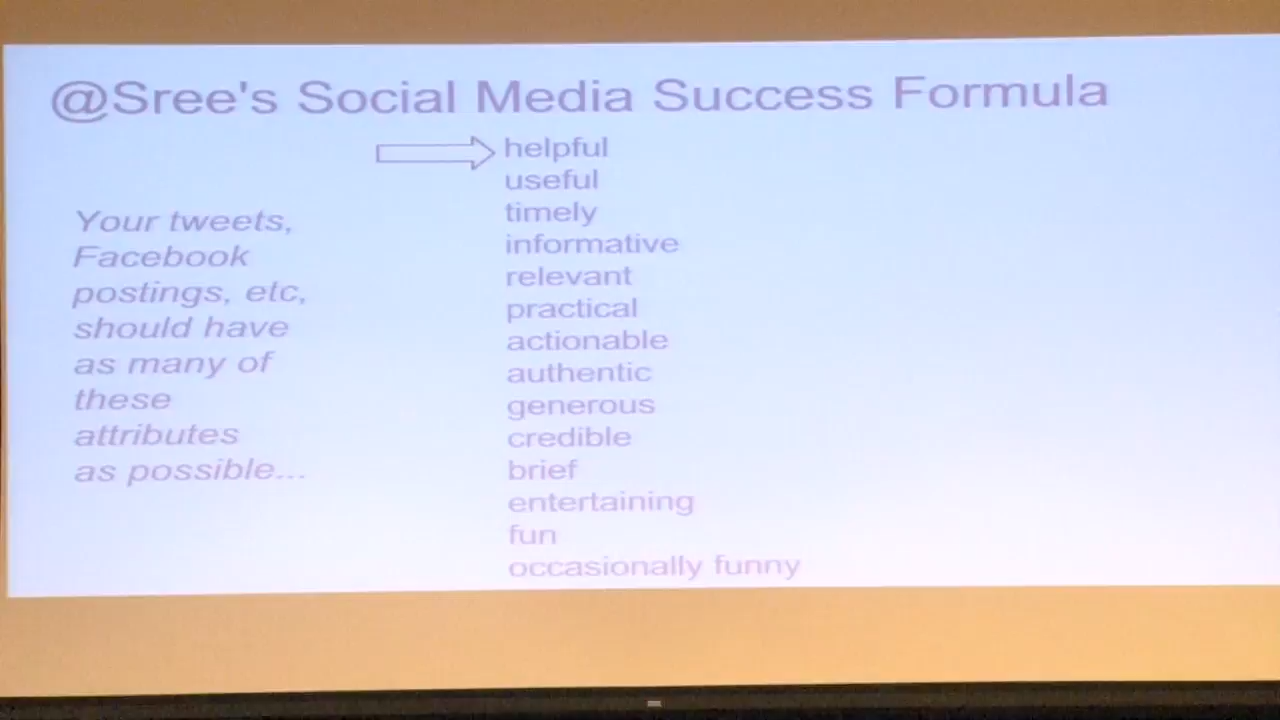 @Sree's Social Media Success Formula
Your tweets,
Facebook
postings, etc,
should have
as many of
these
attributes
as possible...
helpful
useful
timely
informative
relevant
practical
actionable
authentic
generous
credible
brief
entertaining
fun
occasionally funny